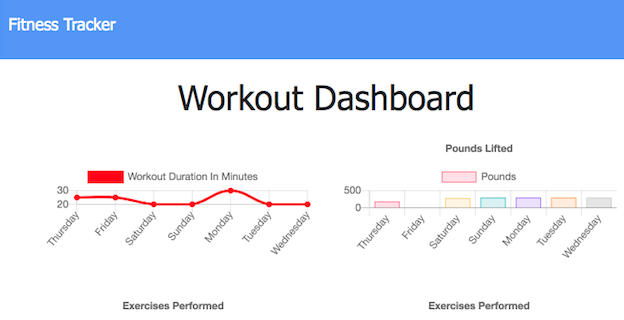 Fitness Tracker
Workout Dashboard
Workout Duration In Minutes
30
20
Thursday
Friday
Saturday
Sunday
Monday
Tuesday
Wednesday
Pounds Lifted
Pounds
500
0
Thursday
Friday
Saturday
Sunday
Monday
Tuesday
Wednesday
Exercises Performed
Exercises Performed